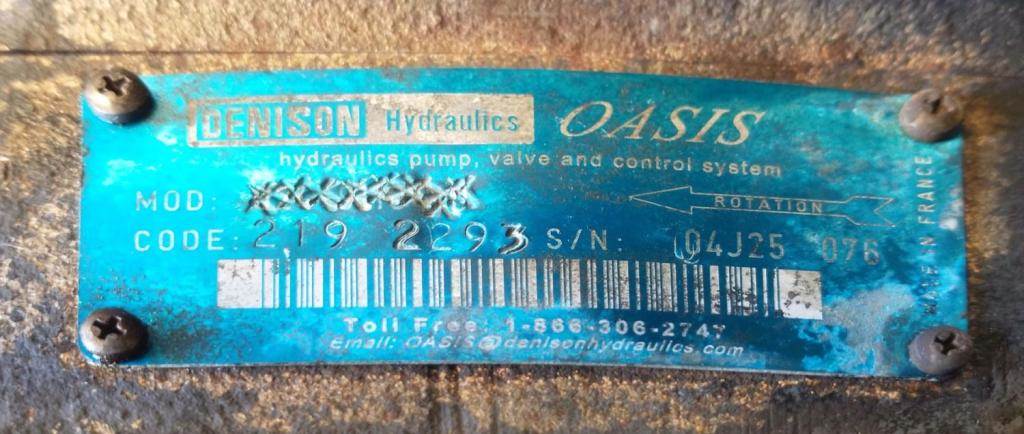 DENISON Hydraulics OASIS
hydraulics pump, valve and control system
MOD:
ROTATION
CODE: 219 2293 S/N: 04J25 076
MADE IN FRANCE
Toll Free: 1-866-306-2747
Email: OASIS@denisonhydraulics.com